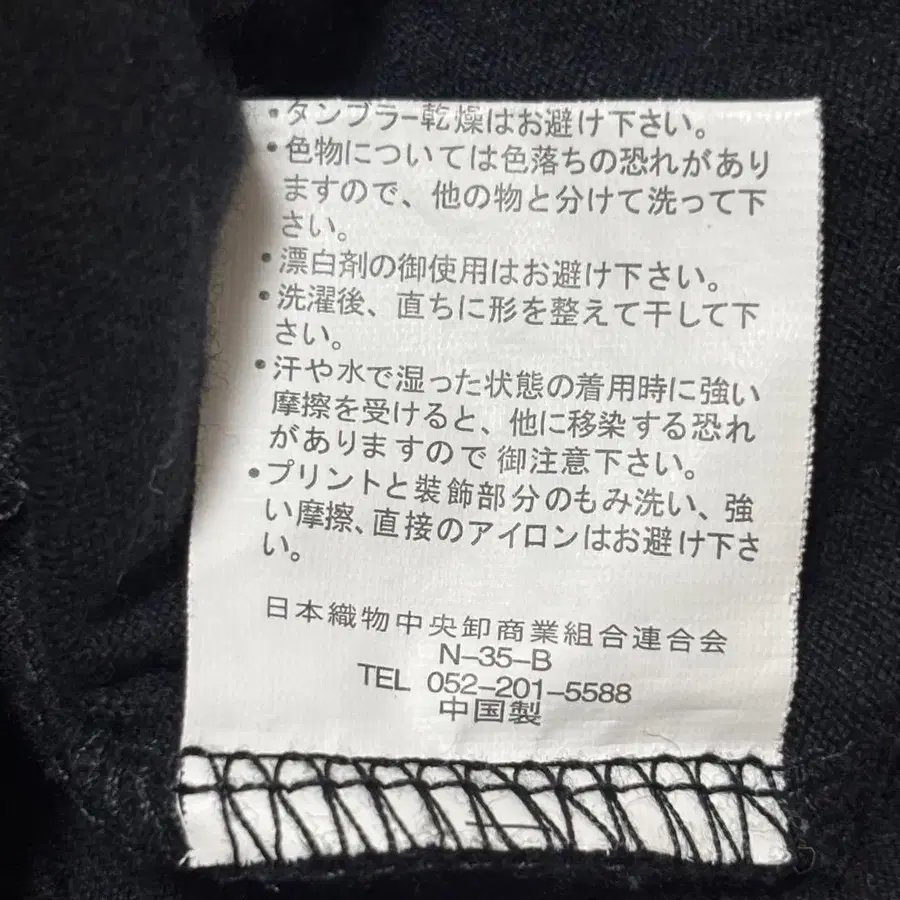 ・タンブラー乾燥はお避け下さい。
・色物については色落ちの恐れがあり
ますので、他の物と分けて洗って下
さい。
・漂白剤の御使用はお避け下さい。
・洗濯後、直ちに形を整えて干して下
さい。
・汗や水で湿った状態の着用時に強い
摩擦を受けると、他に移染する恐れ
がありますので御注意下さい。
・プリントと装飾部分のもみ洗い、強
い摩擦、直接のアイロンはお避け下さ
い。
日本織物中央卸商業組合連合会
N-35-B
TEL 052-201-5588
中国製